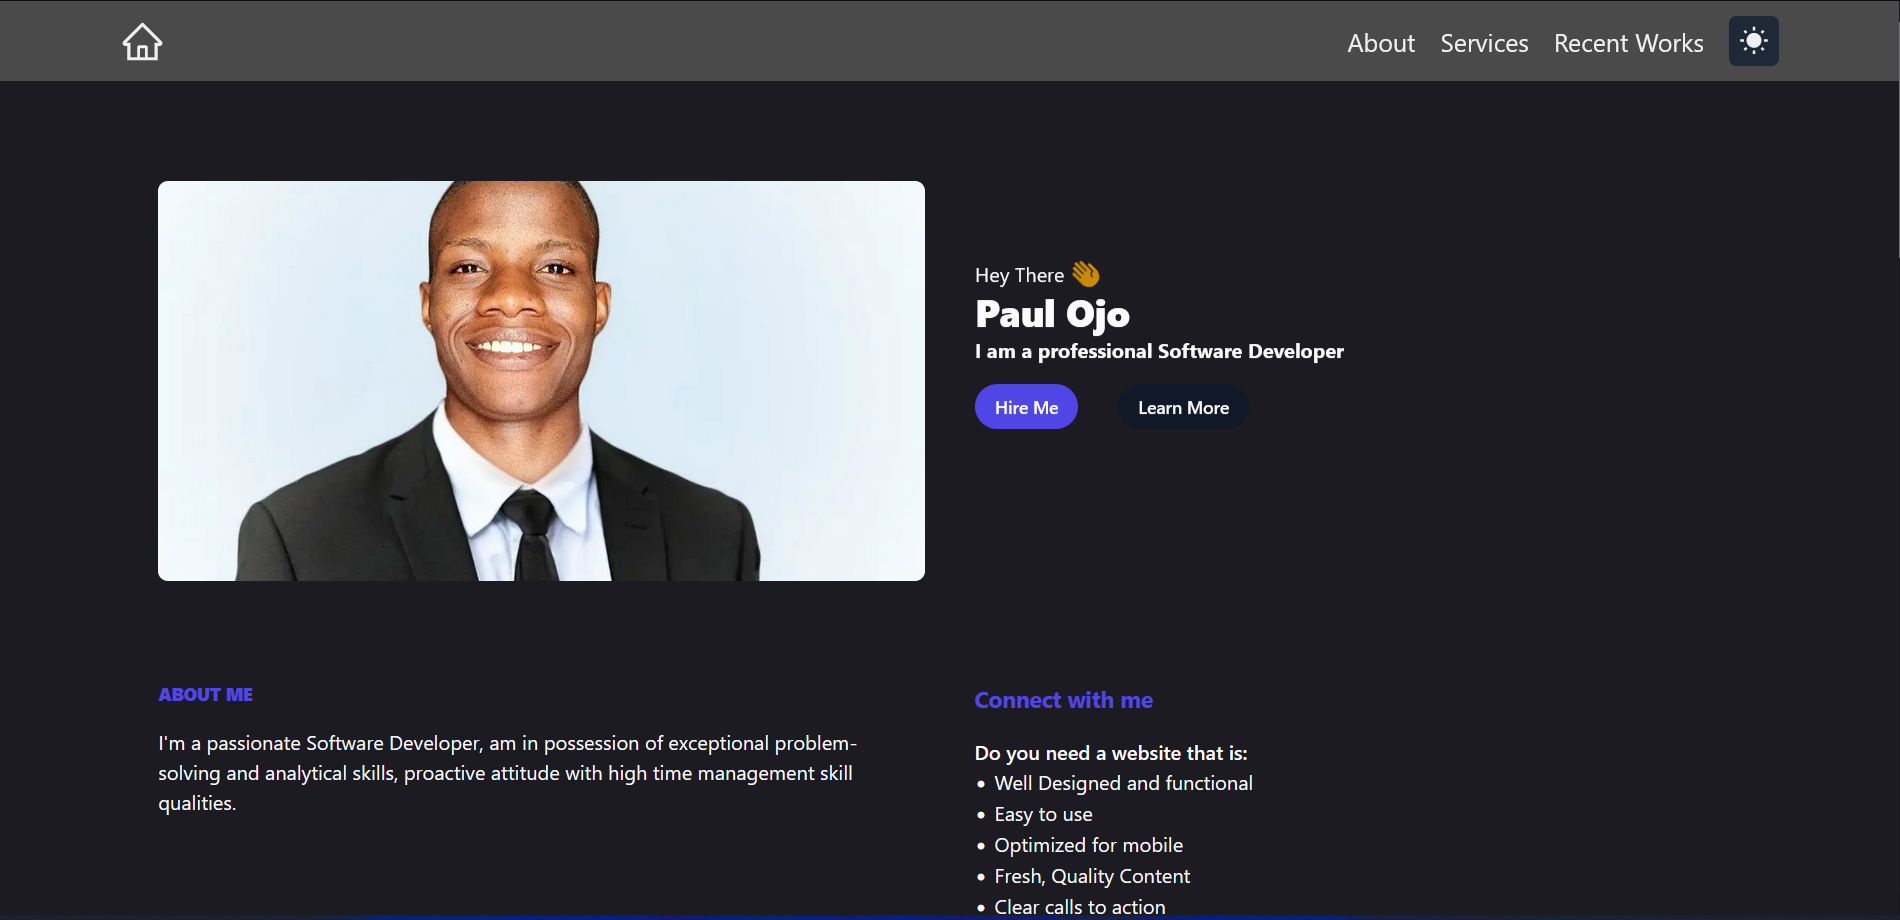 About Services Recent Works
Hey There 👋
Paul Ojo
I am a professional Software Developer
Hire Me Learn More
ABOUT ME
I'm a passionate Software Developer, am in possession of exceptional problem-
solving and analytical skills, proactive attitude with high time management skill
qualities.
Connect with me
Do you need a website that is:
• Well Designed and functional
• Easy to use
• Optimized for mobile
• Fresh, Quality Content
• Clear calls to action